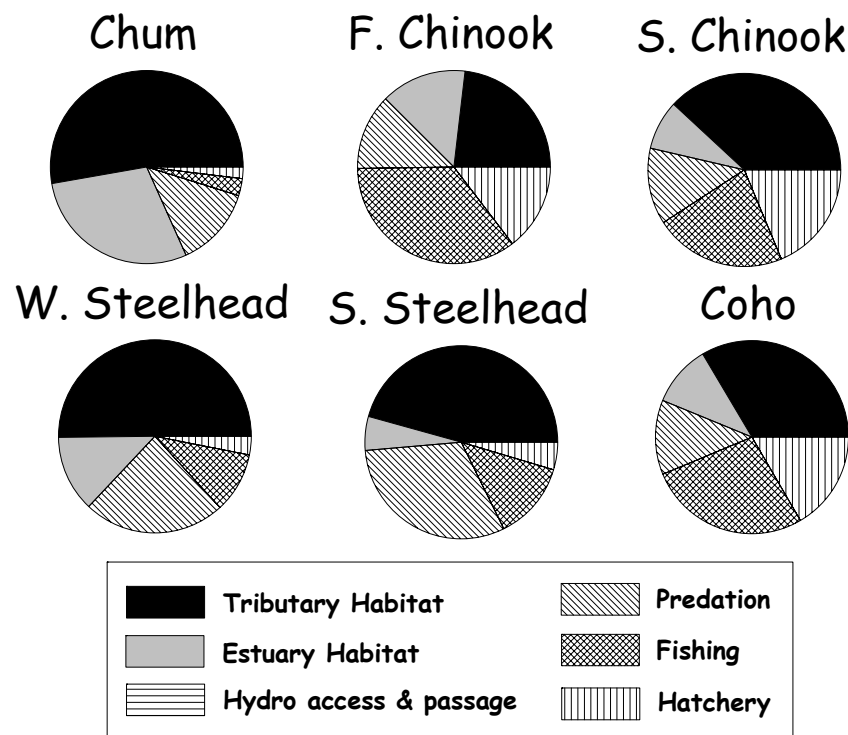 Chum
F. Chinook
S. Chinook
W. Steelhead
S. Steelhead
Coho
Tributary Habitat
Estuary Habitat
Hydro access & passage
Predation
Fishing
Hatchery